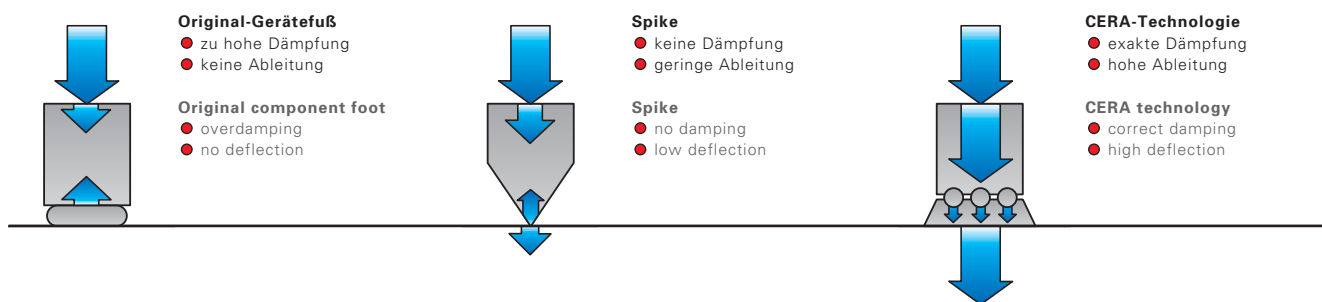 Original-Gerätefuß
zu hohe Dämpfung
keine Ableitung
Original component foot
overdamping
no deflection
Spike
keine Dämpfung
geringe Ableitung
Spike
no damping
low deflection
CERA-Technologie
exakte Dämpfung
hohe Ableitung
CERA technology
correct damping
high deflection